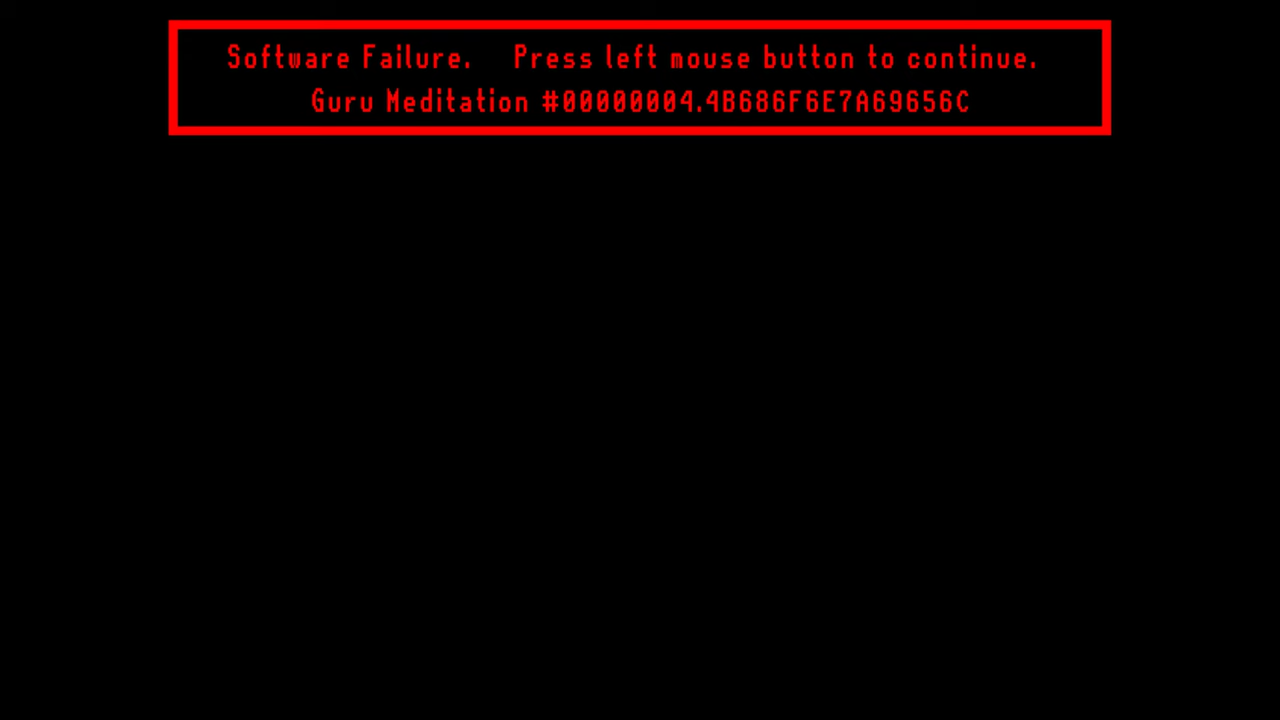 Software Failure.   Press left mouse button to continue.
Guru Meditation #00000004.4B686F6E7A69656C